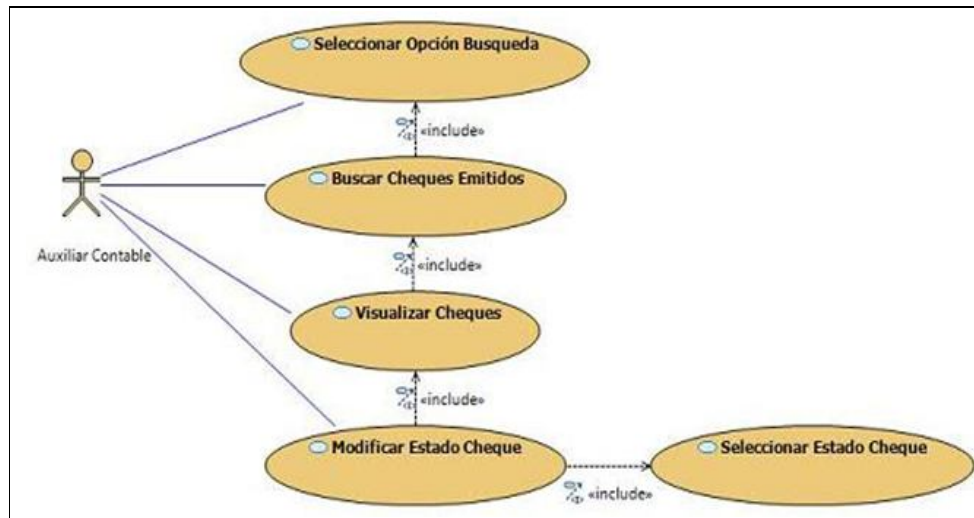 Seleccionar Opción Busqueda
«include»
Buscar Cheques Emitidos
Auxiliar Contable
«include»
Visualizar Cheques
«include»
Modificar Estado Cheque
Seleccionar Estado Cheque
«include»